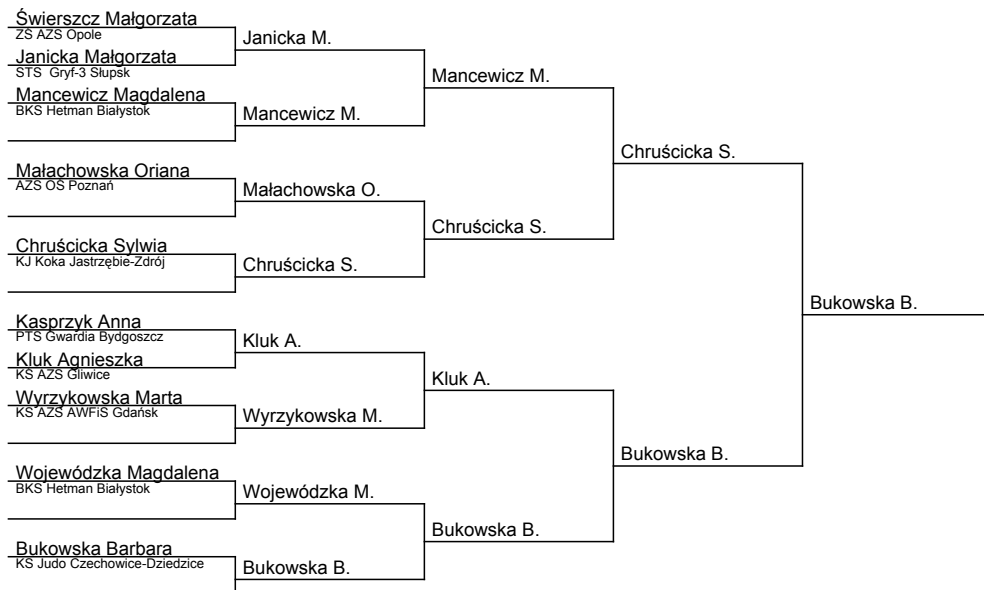 Świerszcz Małgorzata
ZS AZS Opole
Janicka Małgorzata
STS Gryf-3 Słupsk
Mancewicz Magdalena
BKS Hetman Białystok
Małachowska Oriana
AZS OŚ Poznań
Chruścicka Sylwia
KJ Koka Jastrzębie-Zdrój
Kasprzyk Anna
PTS Gwardia Bydgoszcz
Kluk Agnieszka
KS AZS Gliwice
Wyrzykowska Marta
KS AZS AWFiS Gdańsk
Wojewódzka Magdalena
BKS Hetman Białystok
Bukowska Barbara
KS Judo Czechowice-Dziedzice
Janicka M.
Mancewicz M.
Małachowska O.
Chruścicka S.
Kluk A.
Wyrzykowska M.
Wojewódzka M.
Bukowska B.
Mancewicz M.
Chruścicka S.
Kluk A.
Bukowska B.
Chruścicka S.
Bukowska B.
Bukowska B.